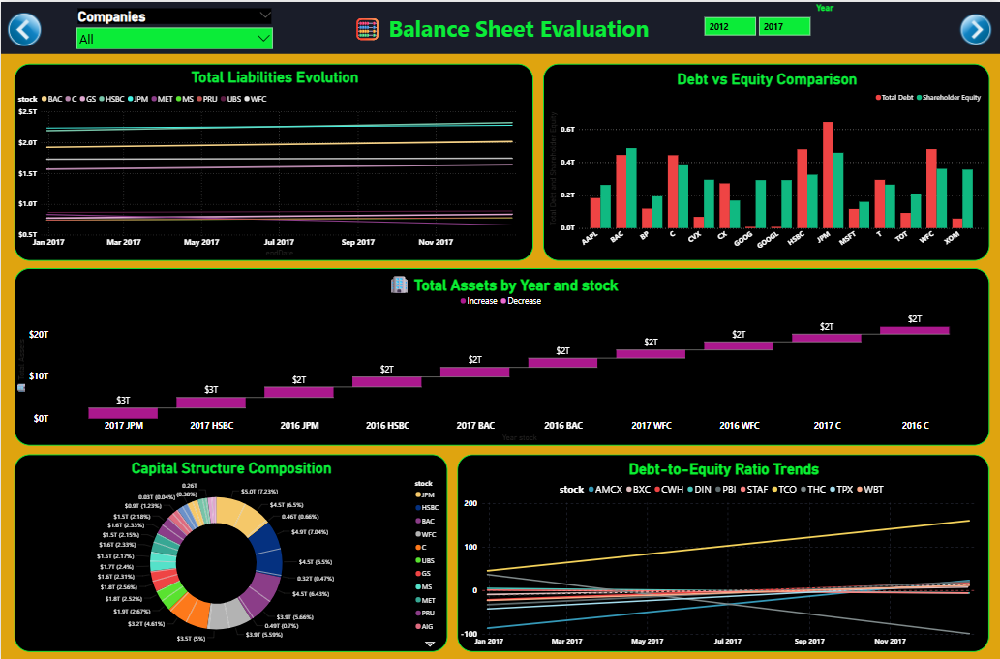 Companies
All
Balance Sheet Evaluation
Year
2012
2017
Total Liabilities Evolution
stock BAC C GS HSBC JPM MET MS PRU UBS WFC
$2.5T
$2.0T
$1.5T
$1.0T
$0.5T
Jan 2017 Mar 2017 May 2017 Jul 2017 Sep 2017 Nov 2017
endDate
Debt vs Equity Comparison
Total Debt Shareholder Equity
Total Debt and Shareholder Equity
0.6T
0.4T
0.2T
0.0T
AAPL BAC BP C CVX CX GOOG GOOGL HSBC JPM MSFT T TOT WFC XOM
Total Assets by Year and stock
Increase Decrease
Total Assets
$20T
$10T
$0T
$3T $3T $2T $2T $2T $2T $2T $2T $2T $2T
2017 JPM 2017 HSBC 2016 JPM 2016 HSBC 2017 BAC 2016 BAC 2017 WFC 2016 WFC 2017 C 2016 C
Year stock
Capital Structure Composition
$5.0T (7.23%)
$4.5T (6.5%)
0.46T (0.66%)
$4.9T (7.04%)
$4.5T (6.5%)
0.32T (0.47%)
$4.5T (6.43%)
$3.9T (5.66%)
0.49T (0.7%)
$3.9T (5.59%)
$3.5T (5%)
$3.2T (4.61%)
$1.9T (2.67%)
$1.8T (2.52%)
$1.8T (2.56%)
$1.6T (2.31%)
$1.7T (2.4%)
$1.5T (2.17%)
$1.6T (2.33%)
$1.5T (2.15%)
$1.6T (2.33%)
$1.5T (2.18%)
$0.9T (1.23%)
0.03T (0.04%)
0.26T
(0.38%)
stock
JPM
HSBC
BAC
WFC
C
UBS
GS
MS
MET
PRU
AIG
Debt-to-Equity Ratio Trends
stock AMCX BXC CWH DIN PBI STAF TCO THC TPX WBT
200
100
0
-100
Jan 2017 Mar 2017 May 2017 Jul 2017 Sep 2017 Nov 2017